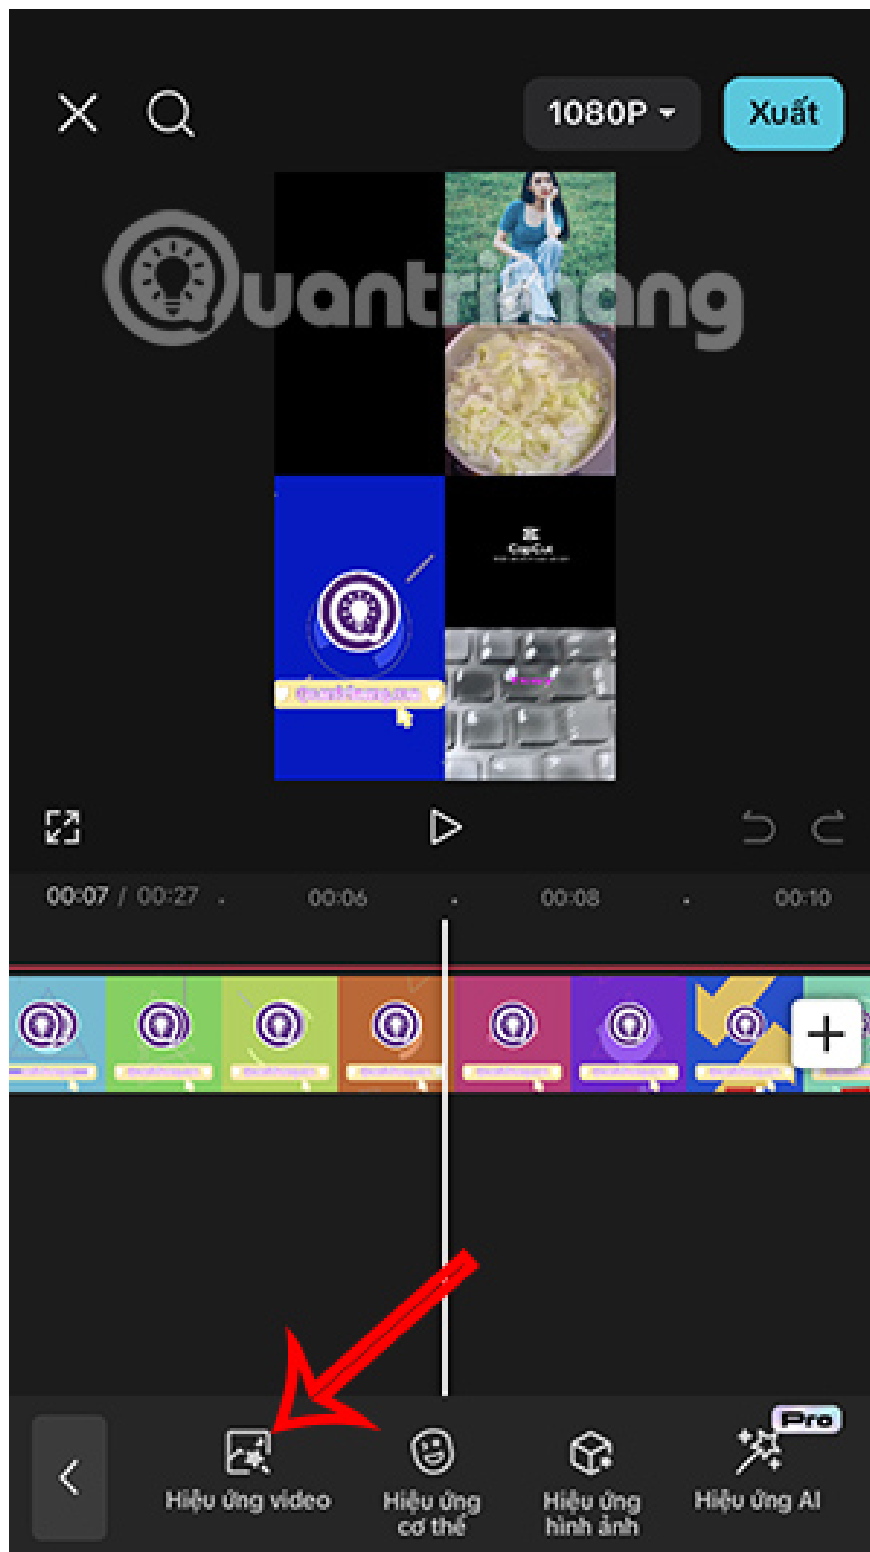 1080P
Xuất
Quantrimang
CapCut
00:07 / 00:27
00:06
00:08
00:10
Pro
Hiệu ứng video
Hiệu ứng
cơ thể
Hiệu ứng
hình ảnh
Hiệu ứng AI